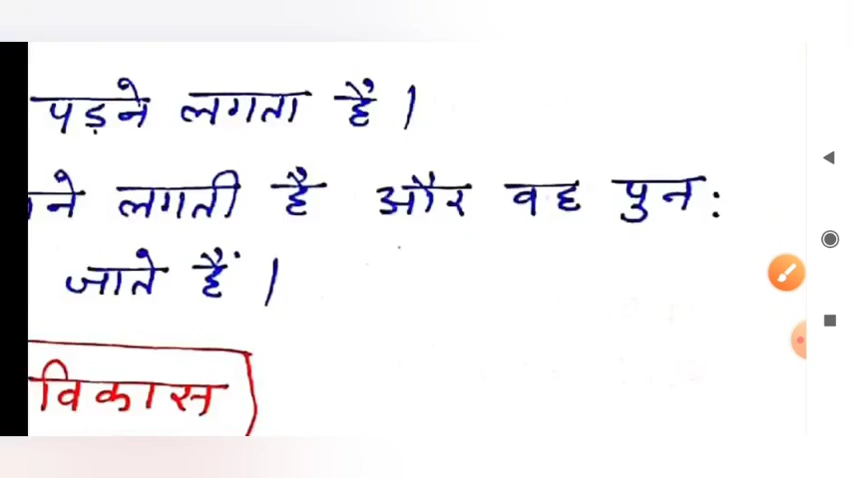 पड़ने लगता है।
ने लगती है और वह पुन:
जाते हैं।
विकास